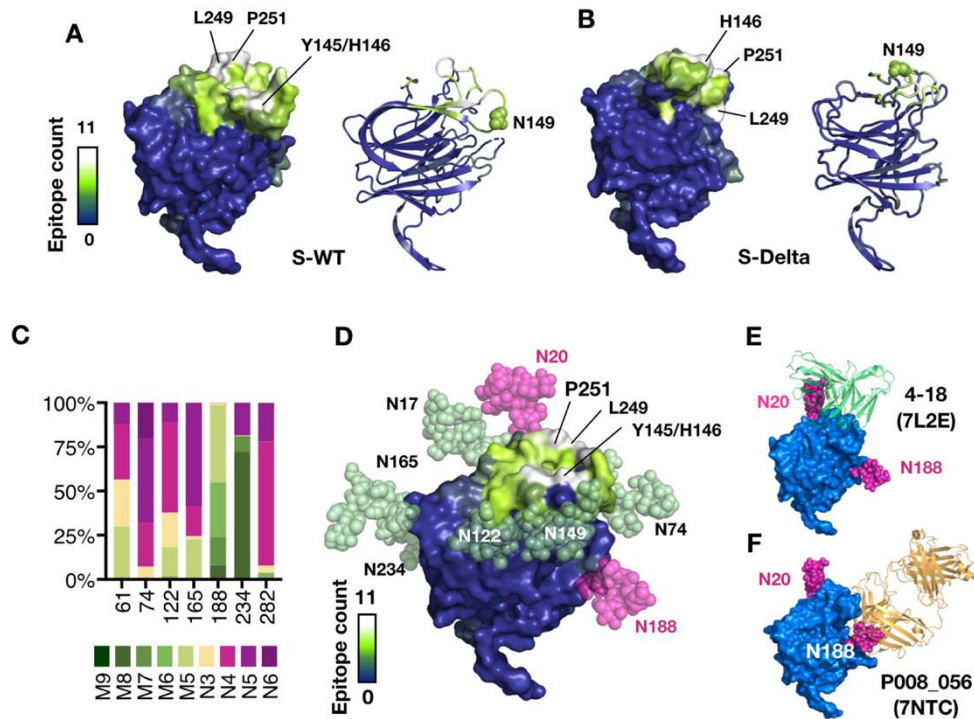 A
L249
P251
Y145/H146
N149
11
Epitope count
0
S-WT
B
H146
P251
L249
N149
S-Delta
C
100%
75%
50%
25%
0%
61
74
122
165
188
234
282
M9
M8
M7
M6
M5
N3
N4
N5
N6
D
N20
P251
L249
Y145/H146
N17
N165
N122
N149
N74
N234
N188
11
Epitope count
0
E
N20
4-18
(7L2E)
N188
F
N20
N188
P008_056
(7NTC)